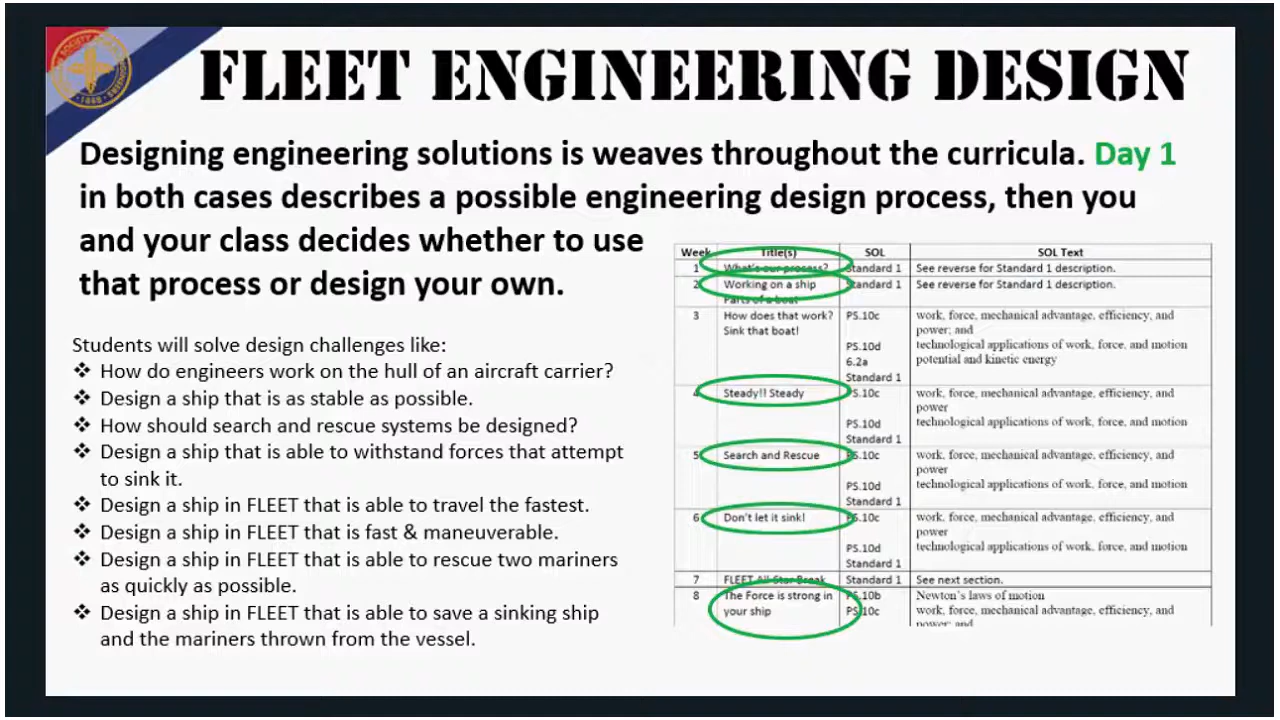 FLEET ENGINEERING DESIGN
Designing engineering solutions is weaves throughout the curricula. Day 1
in both cases describes a possible engineering design process, then you
and your class decides whether to use
that process or design your own.
Students will solve design challenges like:
❖ How do engineers work on the hull of an aircraft carrier?
❖ Design a ship that is as stable as possible.
❖ How should search and rescue systems be designed?
❖ Design a ship that is able to withstand forces that attempt
to sink it.
❖ Design a ship in FLEET that is able to travel the fastest.
❖ Design a ship in FLEET that is fast & maneuverable.
❖ Design a ship in FLEET that is able to rescue two mariners
as quickly as possible.
❖ Design a ship in FLEET that is able to save a sinking ship
and the mariners thrown from the vessel.
Week Title(s) SOL SOL Text
1 What's our process? Standard 1 See reverse for Standard 1 description.
2 Working on a ship Standard 1 See reverse for Standard 1 description.
Parts of a boat
3 How does that work? PS.10c work, force, mechanical advantage, efficiency, and
Sink that boat! power; and
PS.10d technological applications of work, force, and motion
6.2a potential and kinetic energy
Standard 1
4 Steady!! Steady PS.10c work, force, mechanical advantage, efficiency, and
power
PS.10d technological applications of work, force, and motion
Standard 1
5 Search and Rescue PS.10c work, force, mechanical advantage, efficiency, and
power
PS.10d technological applications of work, force, and motion
Standard 1
6 Don't let it sink! PS.10c work, force, mechanical advantage, efficiency, and
power
PS.10d technological applications of work, force, and motion
Standard 1
7 FLEET All-Star Break Standard 1 See next section.
8 The Force is strong in PS.10b Newton's laws of motion
your ship PS.10c work, force, mechanical advantage, efficiency, and
power; and